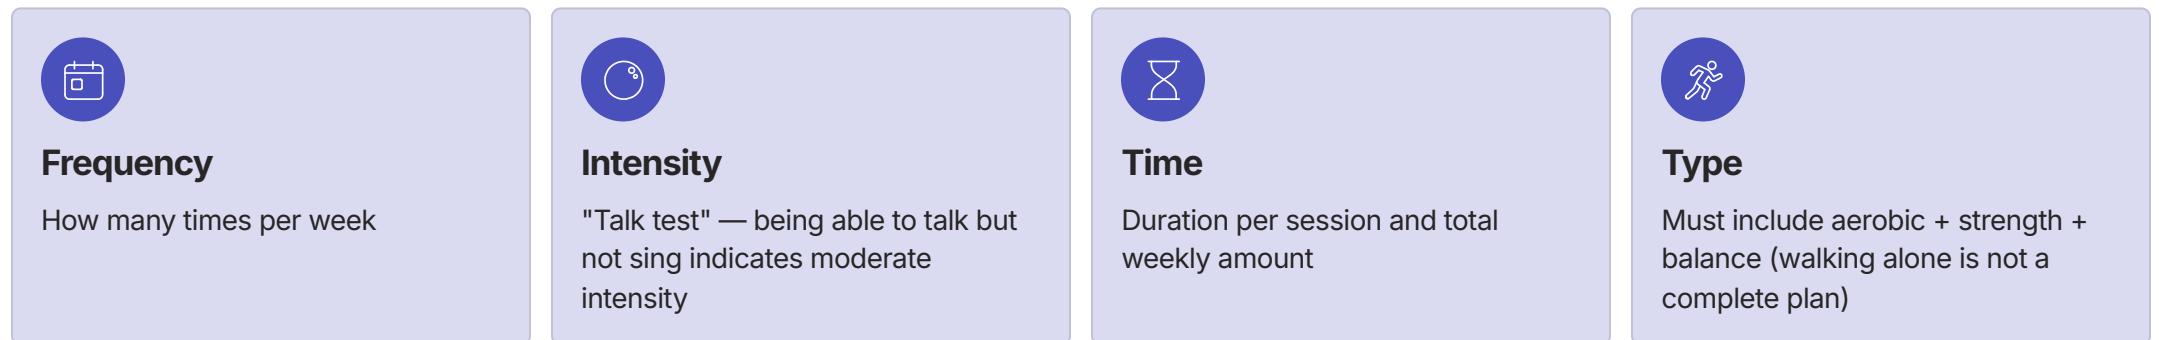 Frequency
How many times per week
Intensity
"Talk test" — being able to talk but
not sing indicates moderate
intensity
Time
Duration per session and total
weekly amount
Type
Must include aerobic + strength +
balance (walking alone is not a
complete plan)